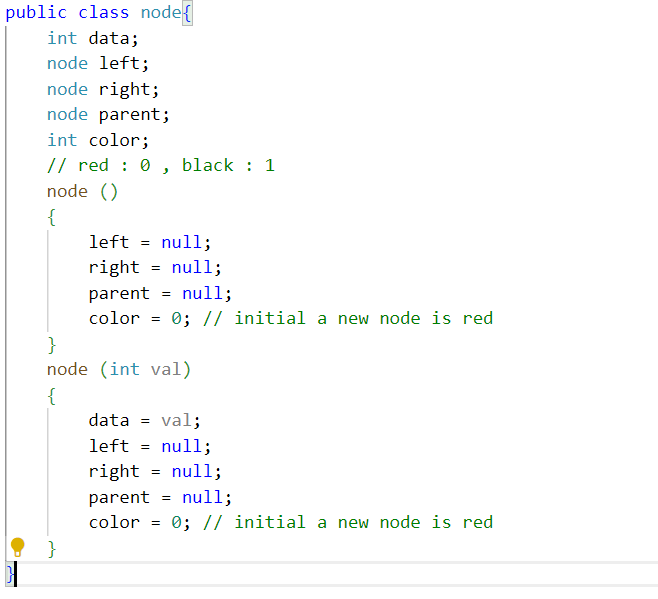 public class node{
    int data;
    node left;
    node right;
    node parent;
    int color;
    // red : 0 , black : 1
    node ()
    {
        left = null;
        right = null;
        parent = null;
        color = 0; // initial a new node is red
    }
    node (int val)
    {
        data = val;
        left = null;
        right = null;
        parent = null;
        color = 0; // initial a new node is red
    }
}